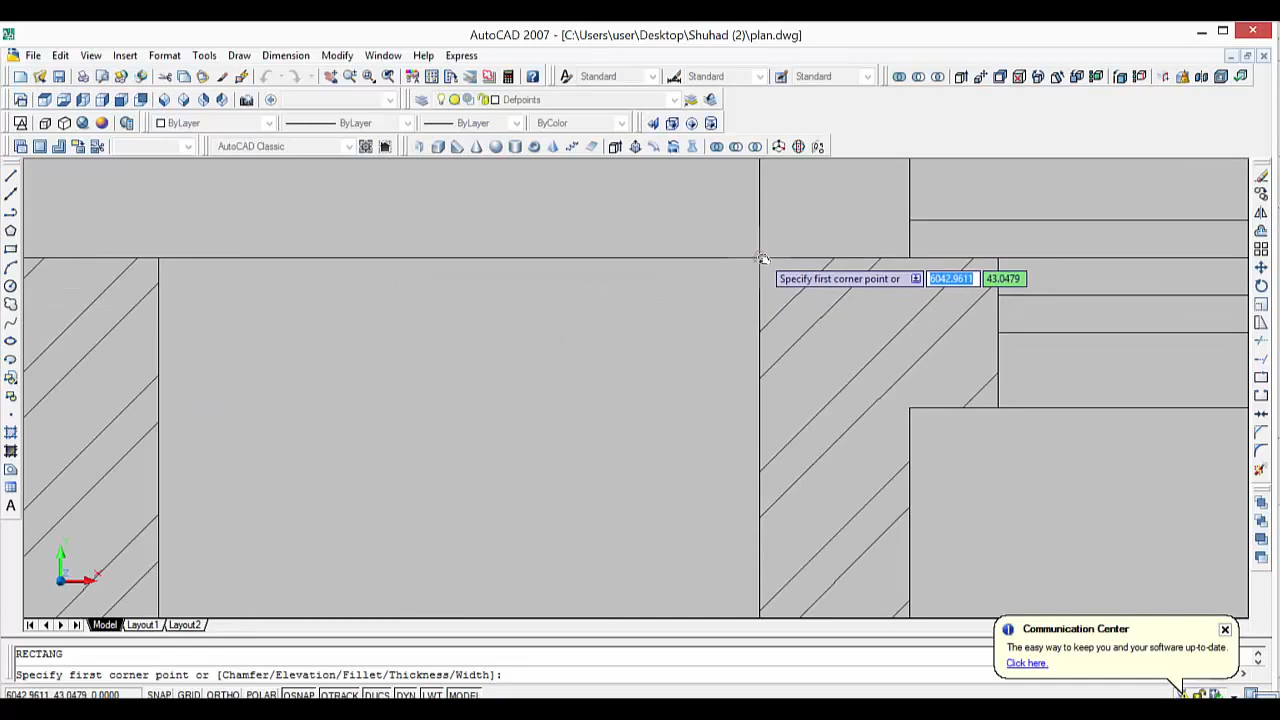 AutoCAD 2007 - [C:\Users\user\Desktop\Shuhad (2)\plan.dwg]
File Edit View Insert Format Tools Draw Dimension Modify Window Help Express
Standard Standard Standard
Defpoints
ByLayer ByLayer ByLayer ByColor
AutoCAD Classic
Specify first corner point or 6042.9611 43.0479
A
Model Layout1 Layout2
Communication Center
The easy way to keep you and your software up-to-date.
Click here.
RECTANG
Specify first corner point or [Chamfer/Elevation/Fillet/Thickness/Width]:
6042.9611, 43.0479, 0.0000 SNAP GRID ORTHO POLAR OSNAP OTRACK DUCS DYN LWT MODEL